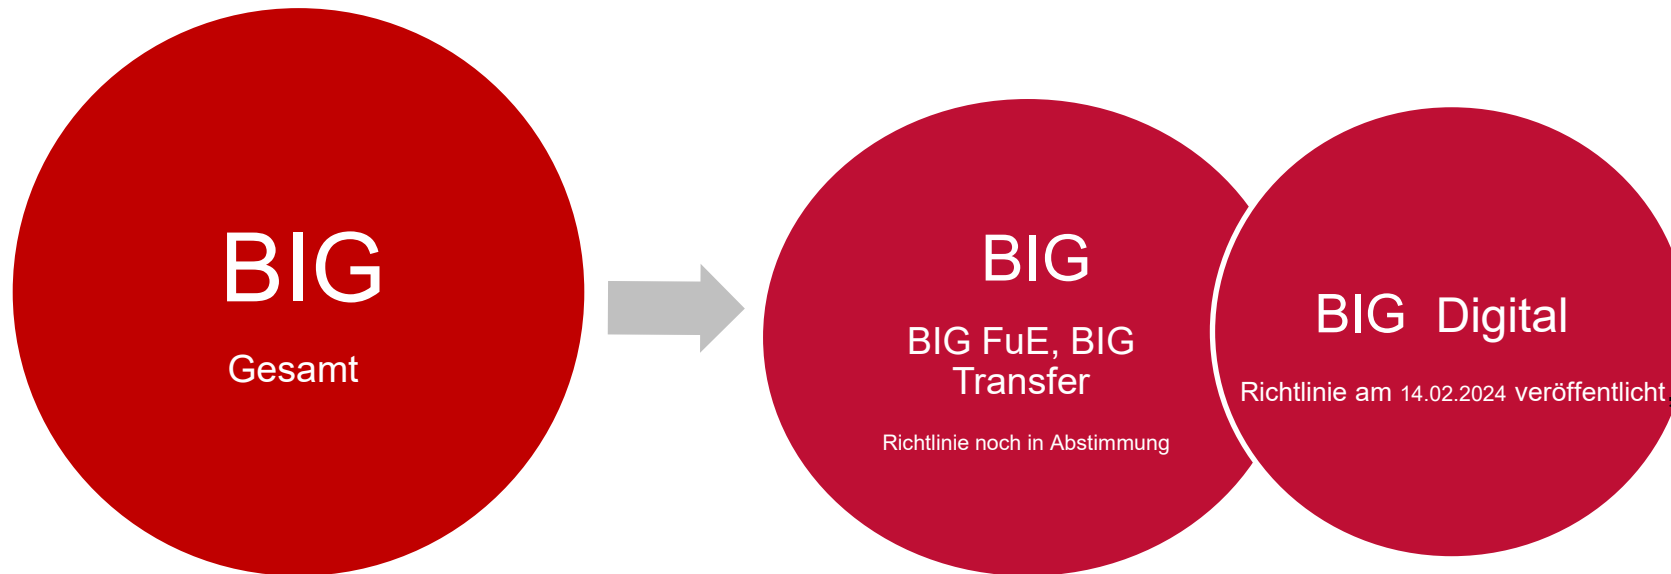 BIG
Gesamt
BIG
BIG FuE, BIG
Transfer
Richtlinie noch in Abstimmung
BIG Digital
Richtlinie am 14.02.2024 veröffentlicht